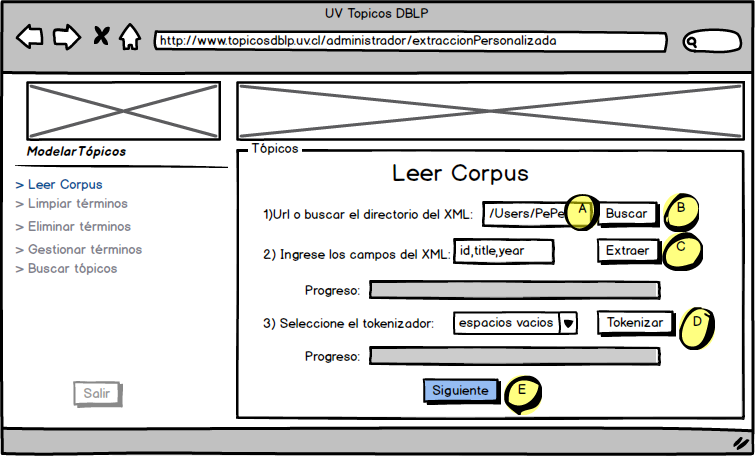 UV Topicos DBLP
http://www.topicosdblp.uv.cl/administrador/extraccionPersonalizada
ModelarTópicos
> Leer Corpus
> Limpiar términos
> Eliminar términos
> Gestionar términos
> Buscar tópicos
Salir
Tópicos
Leer Corpus
1)Url o buscar el directorio del XML: /Users/PePe A Buscar B
2) Ingrese los campos del XML: id,title,year Extraer C
Progreso:
3) Seleccione el tokenizador: espacios vacios Tokenizar D
Progreso:
Siguiente E